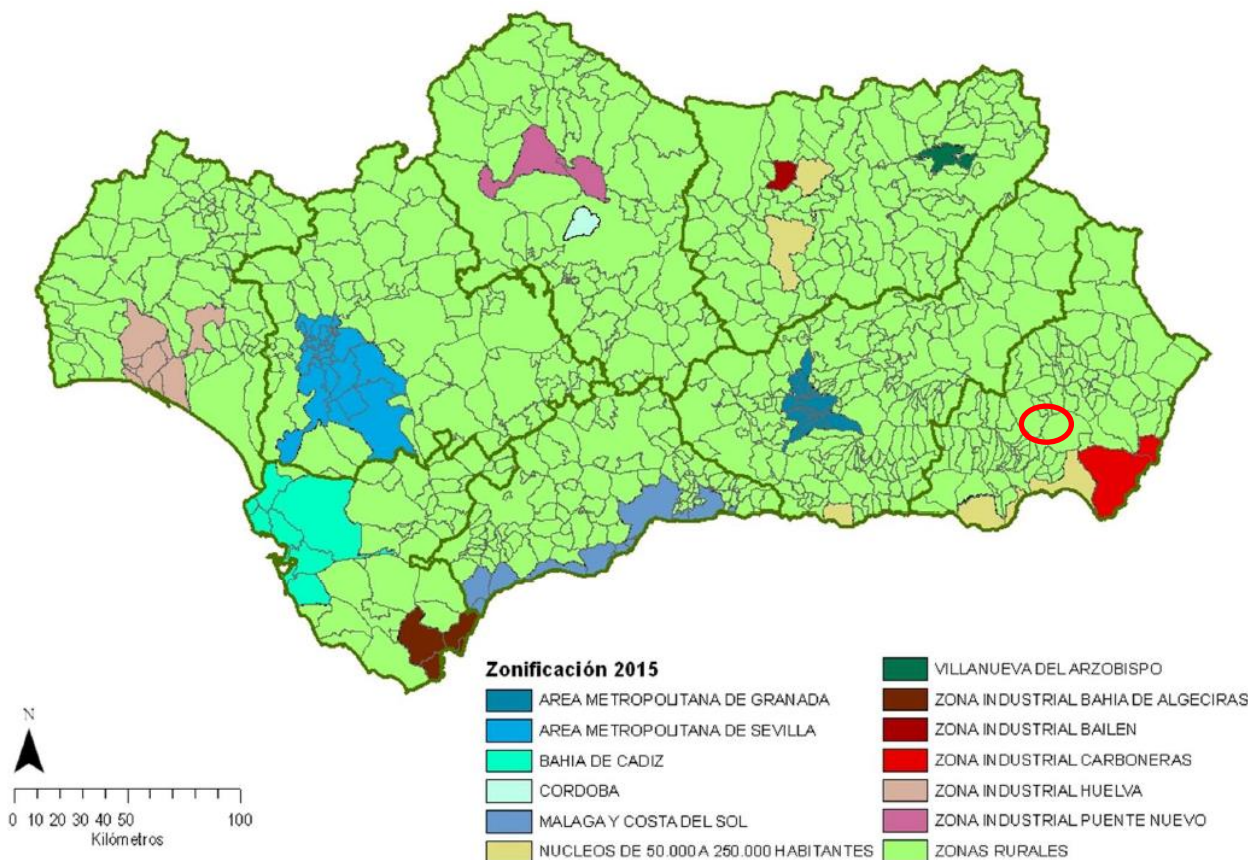 Zonificación 2015
AREA METROPOLITANA DE GRANADA
AREA METROPOLITANA DE SEVILLA
BAHIA DE CADIZ
CORDOBA
MALAGA Y COSTA DEL SOL
NUCLEOS DE 50.000 A 250.000 HABITANTES
VILLANUEVA DEL ARZOBISPO
ZONA INDUSTRIAL BAHIA DE ALGECIRAS
ZONA INDUSTRIAL BAILEN
ZONA INDUSTRIAL CARBONERAS
ZONA INDUSTRIAL HUELVA
ZONA INDUSTRIAL PUENTE NUEVO
ZONAS RURALES
N
0 10 20 30 40 50 100
Kilómetros